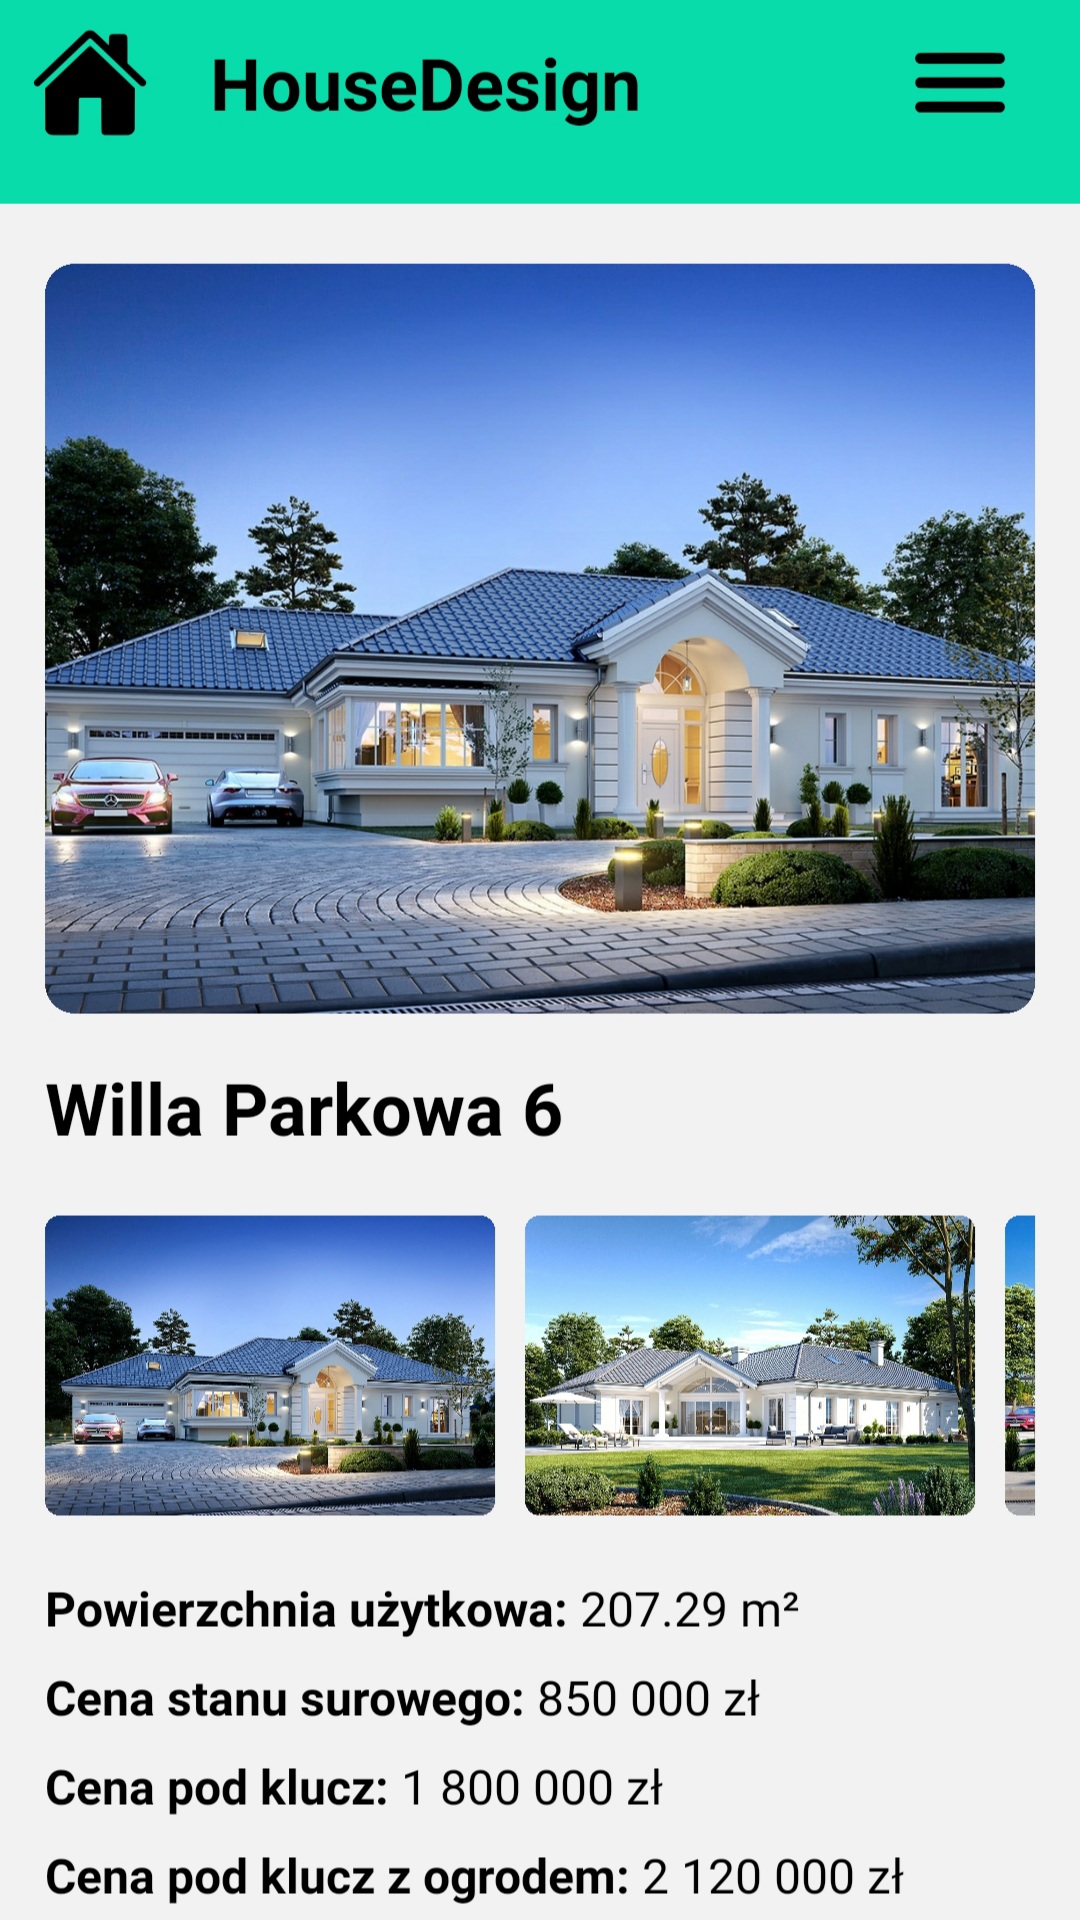 HouseDesign
Willa Parkowa 6
Powierzchnia użytkowa: 207.29 m²
Cena stanu surowego: 850 000 zł
Cena pod klucz: 1 800 000 zł
Cena pod klucz z ogrodem: 2 120 000 zł